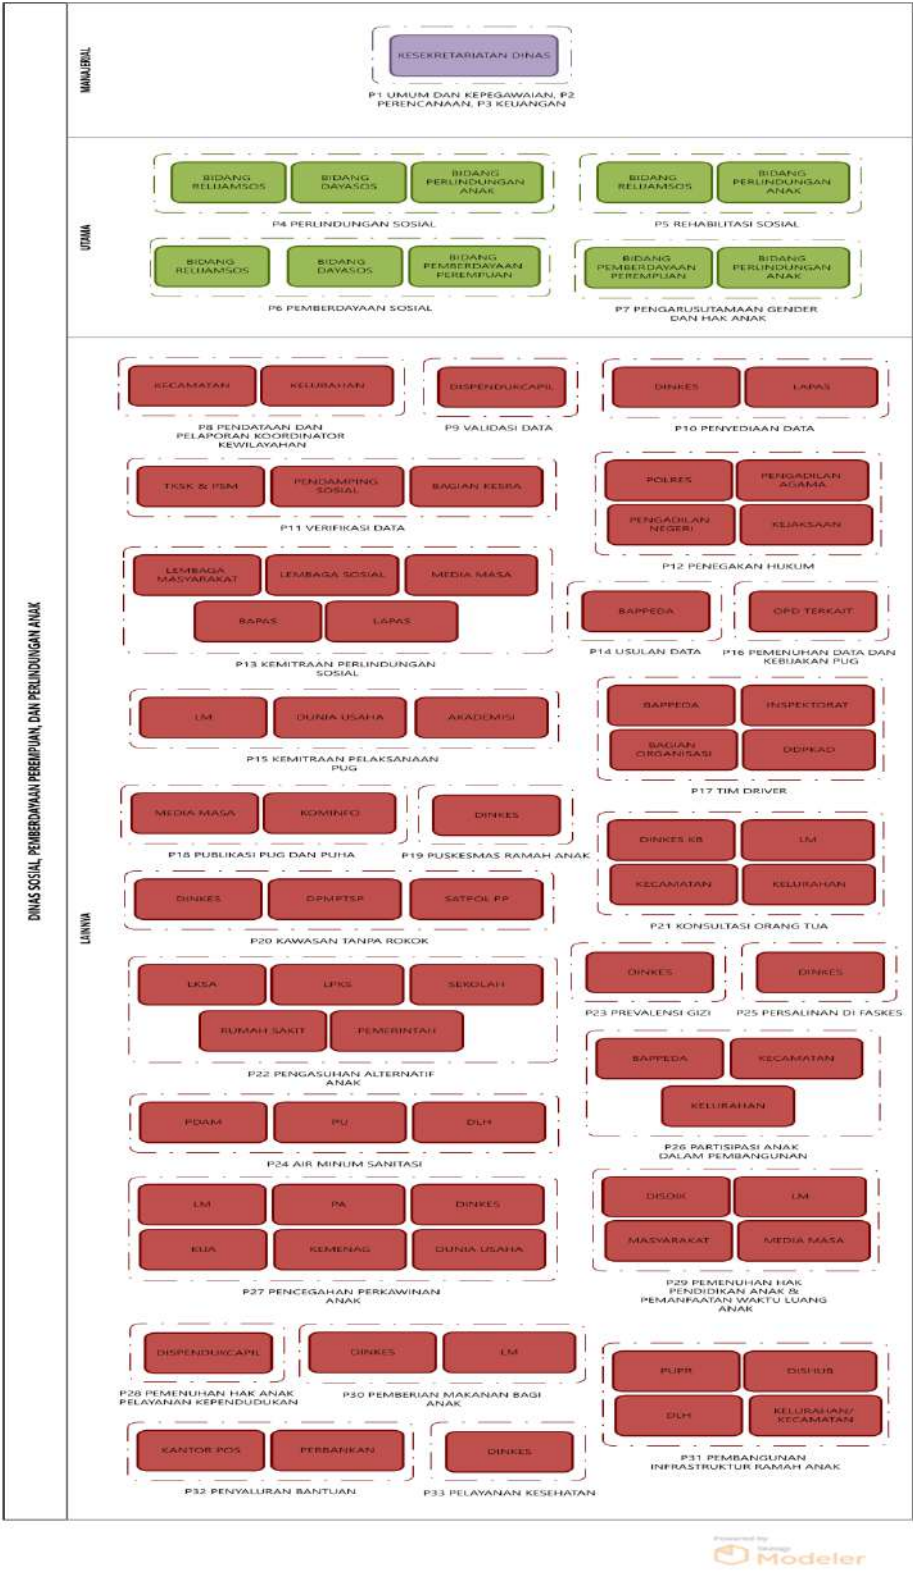 DINAS SOSIAL, PEMBERDAYAAN PEREMPUAN, DAN PERLINDUNGAN ANAK
MANAJERIAL
KESEKRETARIATAN DINAS
P1 UMUM DAN KEPEGAWAIAN, P2
PERENCANAAN, P3 KEUANGAN
UTAMA
BIDANG
RELIJAMSOS
BIDANG
DAYASOS
BIDANG
PERLINDUNGAN
ANAK
P4 PERLINDUNGAN SOSIAL
BIDANG
RELIJAMSOS
BIDANG
PERLINDUNGAN
ANAK
P5 REHABILITASI SOSIAL
BIDANG
RELIJAMSOS
BIDANG
DAYASOS
BIDANG
PEMBERDAYAAN
PEREMPUAN
P6 PEMBERDAYAAN SOSIAL
BIDANG
PEMBERDAYAAN
PEREMPUAN
BIDANG
PERLINDUNGAN
ANAK
P7 PENGARUSUTAMAAN GENDER
DAN HAK ANAK
LAINNYA
KECAMATAN
KELURAHAN
P8 PENDATAAN DAN
PELAPORAN KOORDINATOR
KEWILAYAHAN
DISPENDUKCAPIL
P9 VALIDASI DATA
DINKES
LAPAS
P10 PENYEDIAAN DATA
TKSK & PSM
PENDAMPING
SOSIAL
BAGIAN KESRA
P11 VERIFIKASI DATA
POLRES
PENGADILAN
AGAMA
PENGADILAN
NEGERI
KEJAKSAAN
P12 PENEGAKAN HUKUM
LEMBAGA
MASYARAKAT
LEMBAGA SOSIAL
MEDIA MASA
BAPAS
LAPAS
P13 KEMITRAAN PERLINDUNGAN
SOSIAL
BAPPEDA
P14 USULAN DATA
OPD TERKAIT
P16 PEMENUHAN DATA DAN
KEBIJAKAN PUG
LM
DUNIA USAHA
AKADEMISI
P15 KEMITRAAN PELAKSANAAN
PUG
BAPPEDA
INSPEKTORAT
BAGIAN
ORGANISASI
DDPKAD
P17 TIM DRIVER
MEDIA MASA
KOMINFO
P18 PUBLIKASI PUG DAN PUHA
DINKES
P19 PUSKESMAS RAMAH ANAK
DINKES KB
LM
KECAMATAN
KELURAHAN
P21 KONSULTASI ORANG TUA
DINKES
DPMPTSP
SATPOL PP
P20 KAWASAN TANPA ROKOK
LKSA
LPKS
SEKOLAH
RUMAH SAKIT
PEMERINTAH
P22 PENGASUHAN ALTERNATIF
ANAK
DINKES
P23 PREVALENSI GIZI
DINKES
P25 PERSALINAN DI FASKES
PDAM
PU
DLH
P24 AIR MINUM SANITASI
BAPPEDA
KECAMATAN
KELURAHAN
P26 PARTISIPASI ANAK
DALAM PEMBANGUNAN
LM
PA
DINKES
KUA
KEMENAG
DUNIA USAHA
P27 PENCEGAHAN PERKAWINAN
ANAK
DISDIK
LM
MASYARAKAT
MEDIA MASA
P29 PEMENUHAN HAK
PENDIDIKAN ANAK &
PEMANFAATAN WAKTU LUANG
ANAK
DISPENDUKCAPIL
P28 PEMENUHAN HAK ANAK
PELAYANAN KEPENDUDUKAN
DINKES
LM
P30 PEMBERIAN MAKANAN BAGI
ANAK
PUPR
DISHUB
DLH
KELURAHAN/
KECAMATAN
P31 PEMBANGUNAN
INFRASTRUKTUR RAMAH ANAK
KANTOR POS
PERBANKAN
P32 PENYALURAN BANTUAN
DINKES
P33 PELAYANAN KESEHATAN
Powered by
Modeler